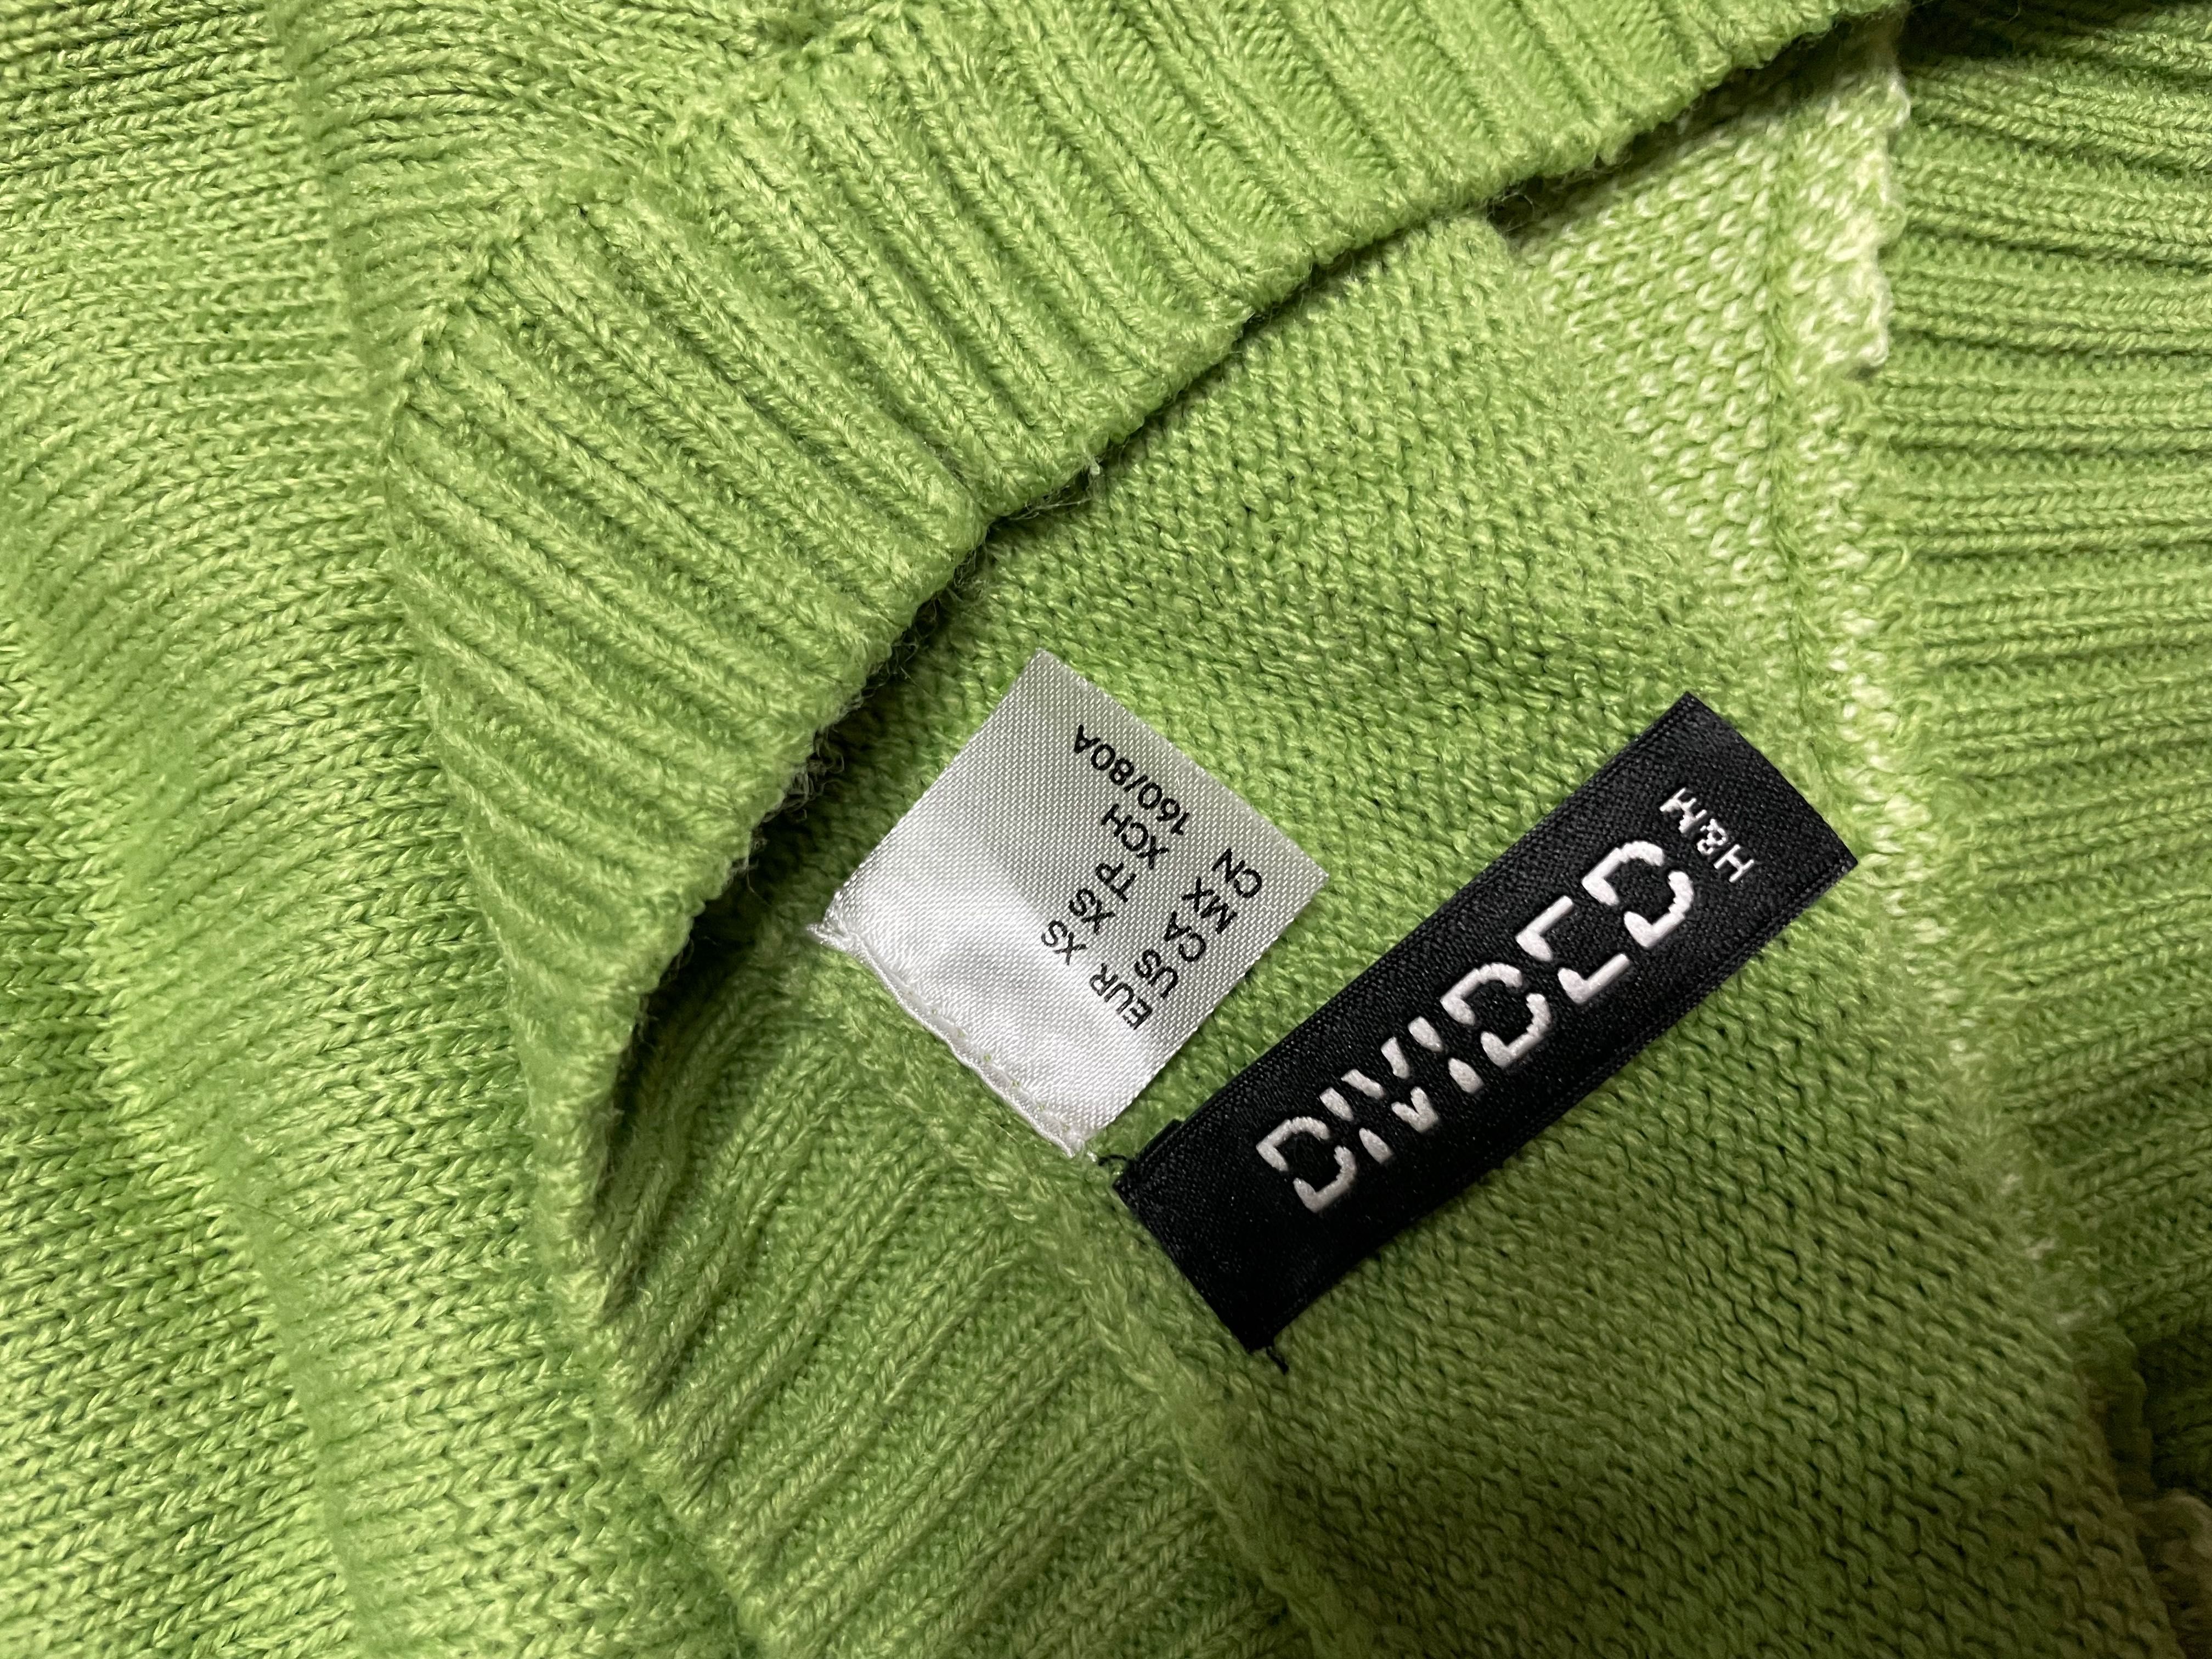 EUR XS
US XS
CA TP
MX XCH
CN 160/80A
DIVIDED
H&M